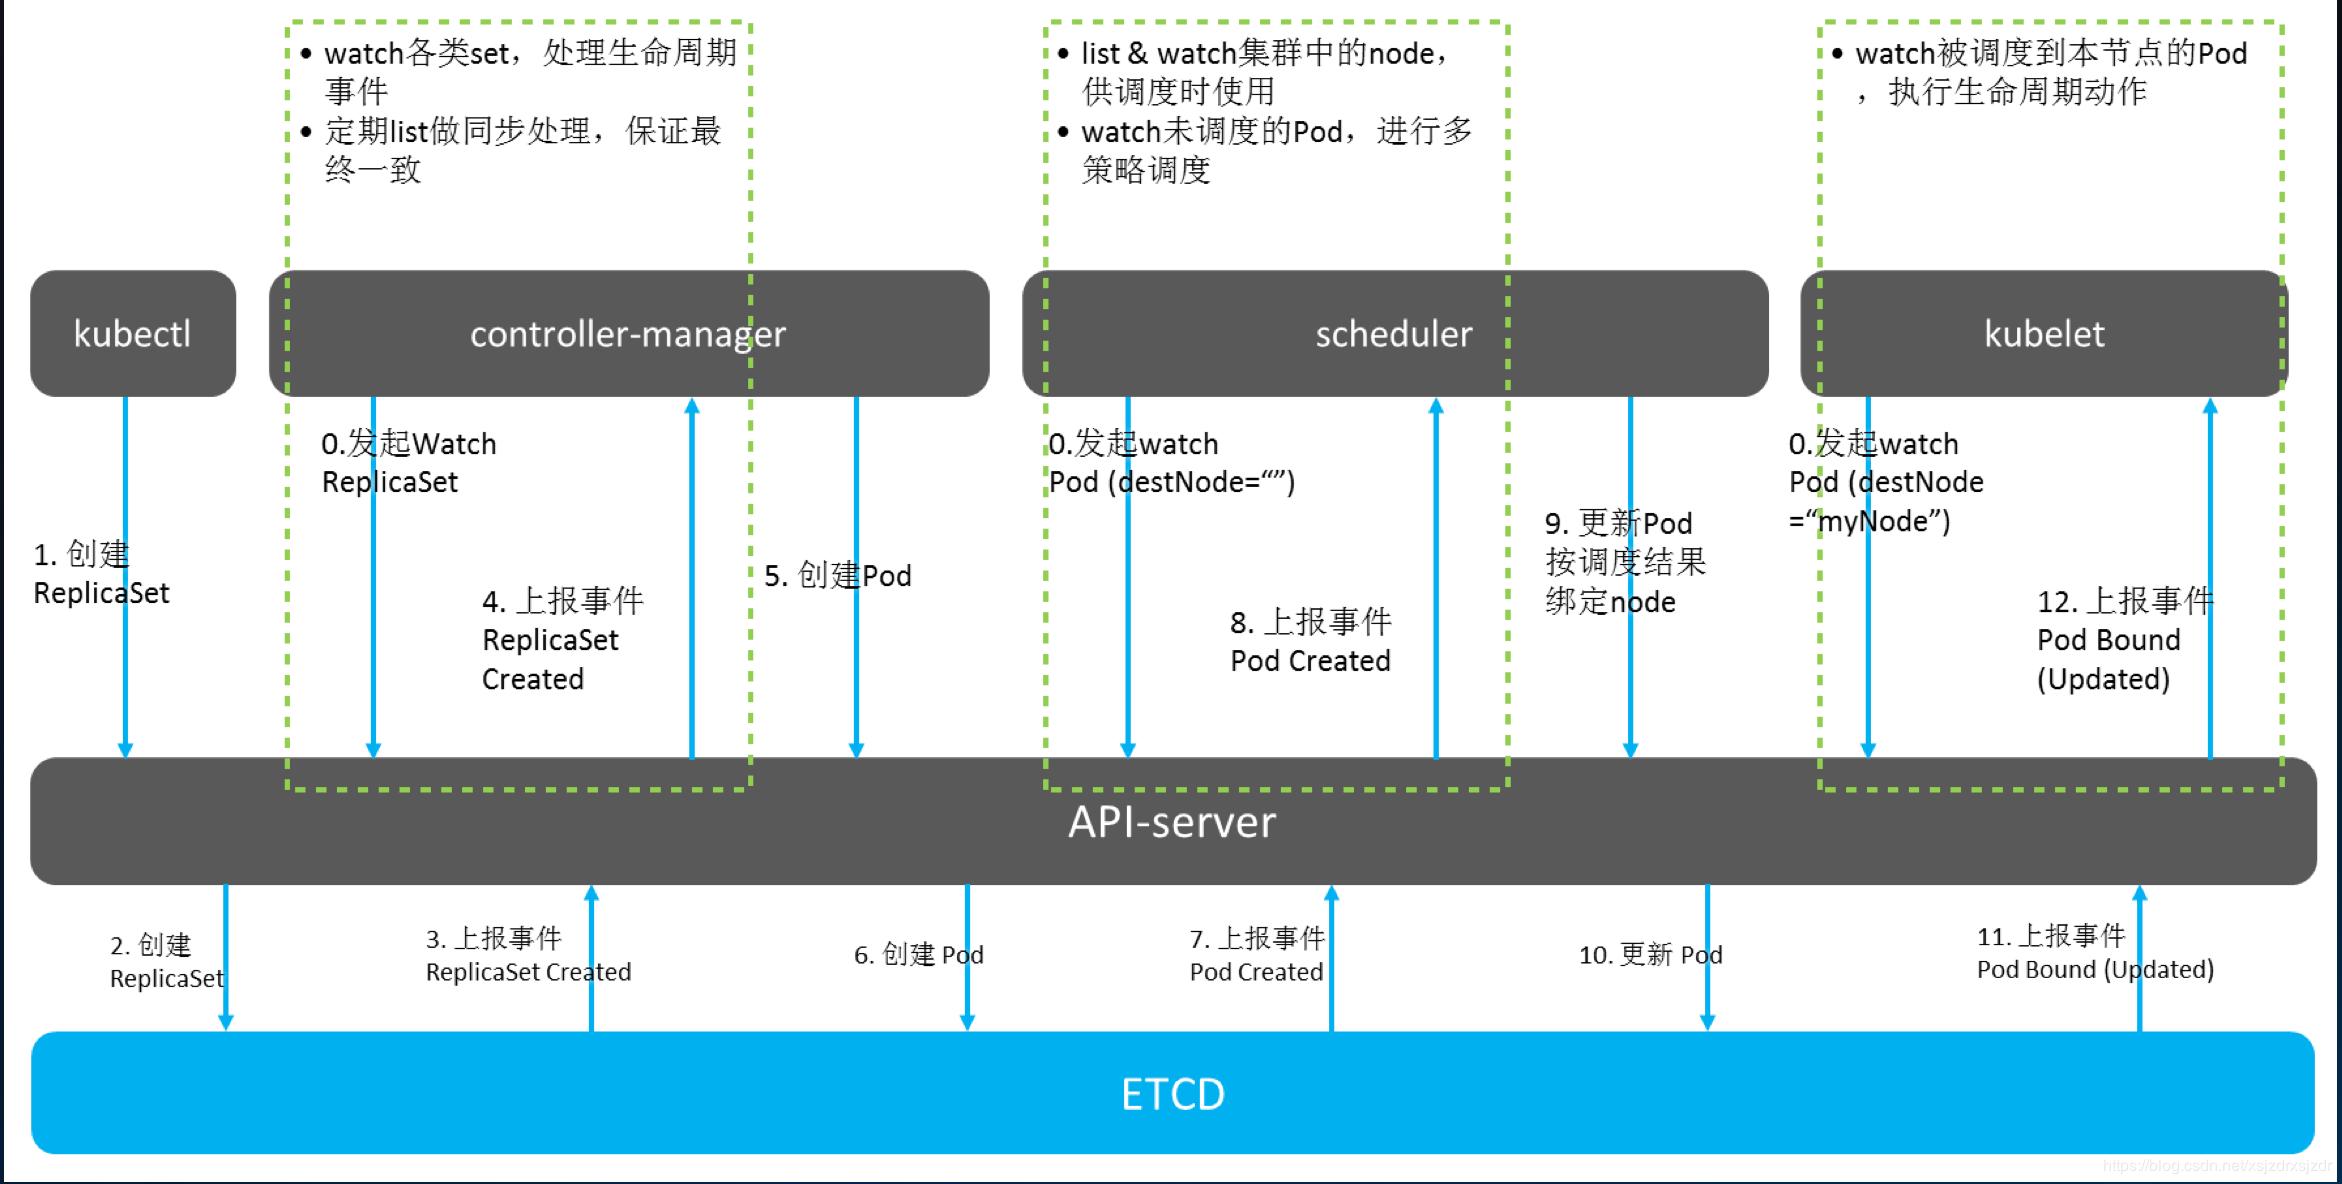 • watch各类set，处理生命周期
事件
• 定期list做同步处理，保证最
终一致
• list & watch集群中的node，
供调度时使用
• watch未调度的Pod，进行多
策略调度
• watch被调度到本节点的Pod
，执行生命周期动作
kubectl
controller-manager
scheduler
kubelet
1. 创建
ReplicaSet
0.发起Watch
ReplicaSet
4. 上报事件
ReplicaSet
Created
5. 创建Pod
0.发起watch
Pod (destNode=“”)
8. 上报事件
Pod Created
9. 更新Pod
按调度结果
绑定node
0.发起watch
Pod (destNode
=“myNode”)
12. 上报事件
Pod Bound
(Updated)
API-server
2. 创建
ReplicaSet
3. 上报事件
ReplicaSet Created
6. 创建 Pod
7. 上报事件
Pod Created
10. 更新 Pod
11. 上报事件
Pod Bound (Updated)
ETCD
https://blog.csdn.net/xsjzdrxsjzdr